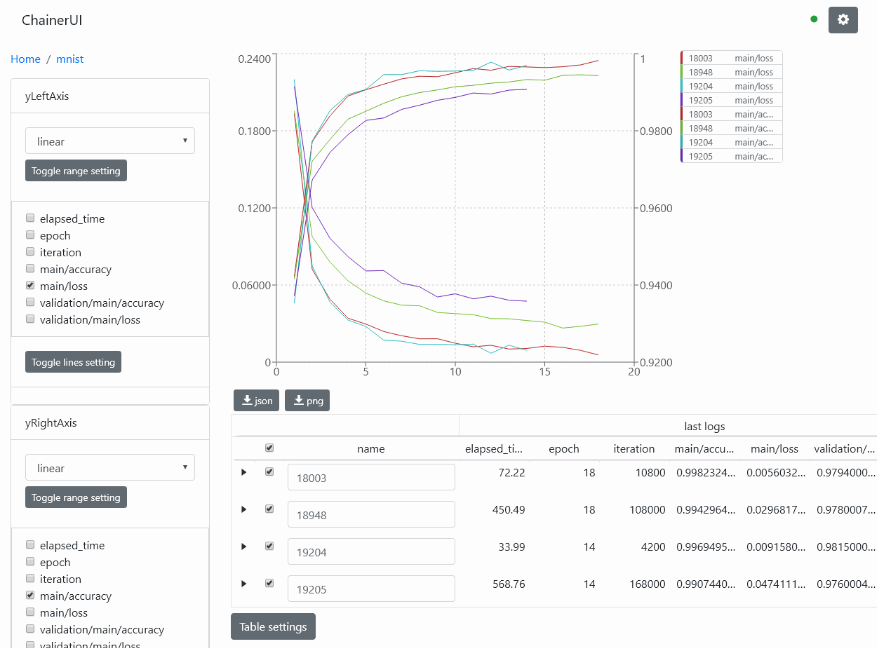 ChainerUI
Home / mnist
yLeftAxis
linear
Toggle range setting
elapsed_time
epoch
iteration
main/accuracy
main/loss
validation/main/accuracy
validation/main/loss
Toggle lines setting
yRightAxis
linear
Toggle range setting
elapsed_time
epoch
iteration
main/accuracy
main/loss
validation/main/accuracy
validation/main/loss
0.2400
0.1800
0.1200
0.06000
0
0 5 10 15 20
1
0.9800
0.9600
0.9400
0.9200
18003 main/loss
18948 main/loss
19204 main/loss
19205 main/loss
18003 main/ac...
18948 main/ac...
19204 main/ac...
19205 main/ac...
json png
last logs
name elapsed_ti... epoch iteration main/accu... main/loss validation/...
18003 72.22 18 10800 0.9982324... 0.0056032... 0.9794000...
18948 450.49 18 108000 0.9942964... 0.0296817... 0.9780007...
19204 33.99 14 4200 0.9969495... 0.0091580... 0.9815000...
19205 568.76 14 168000 0.9907440... 0.0474111... 0.9760004...
Table settings